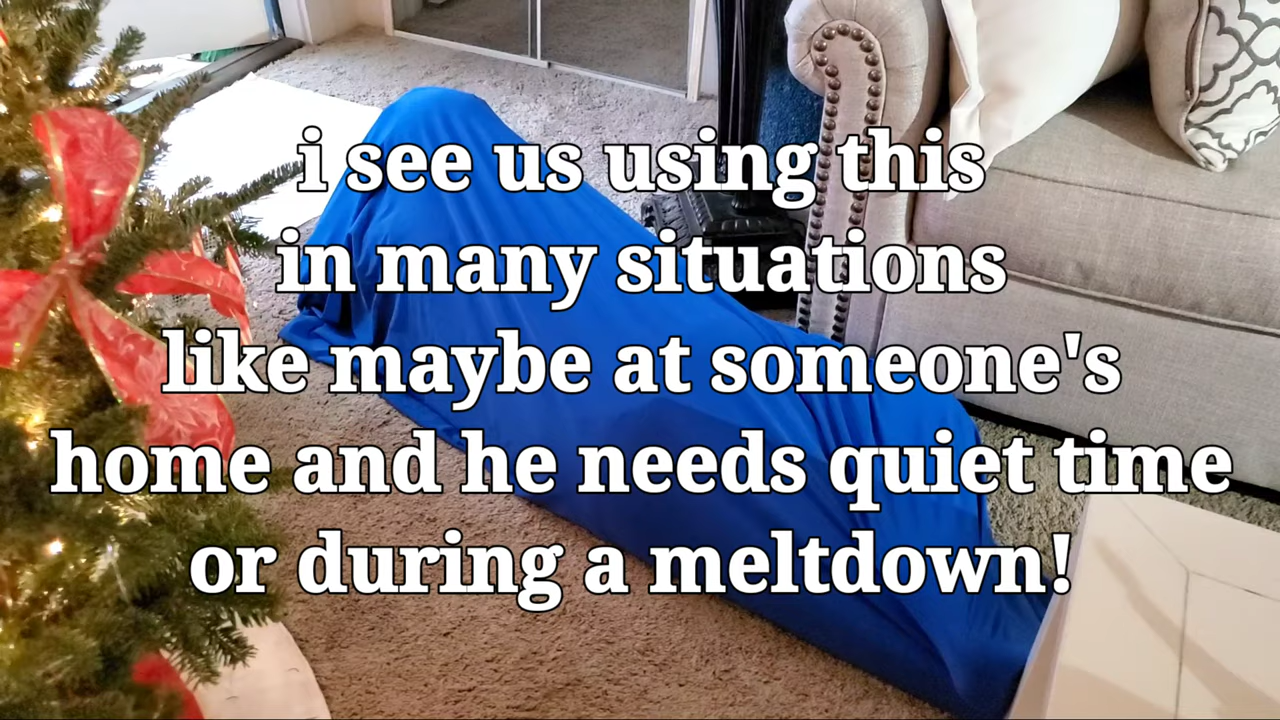 i see us using this
in many situations
like maybe at someone's
home and he needs quiet time
or during a meltdown!